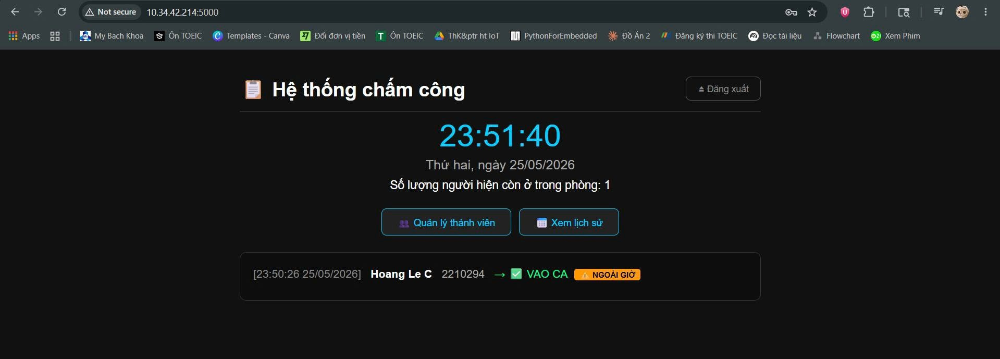 Not secure 10.34.42.214:5000
Apps My Bach Khoa Ôn TOEIC Templates - Canva Đổi đơn vị tiền Ôn TOEIC ThK&ptr ht IoT PythonForEmbedded Đồ Án 2 Đăng ký thi TOEIC Đọc tài liệu Flowchart Xem Phim
Hệ thống chấm công
Đăng xuất
23:51:40
Thứ hai, ngày 25/05/2026
Số lượng người hiện còn ở trong phòng: 1
Quản lý thành viên
Xem lịch sử
[23:50:26 25/05/2026] Hoang Le C 2210294 → ✅ VAO CA ⚠️ NGOÀI GIỜ